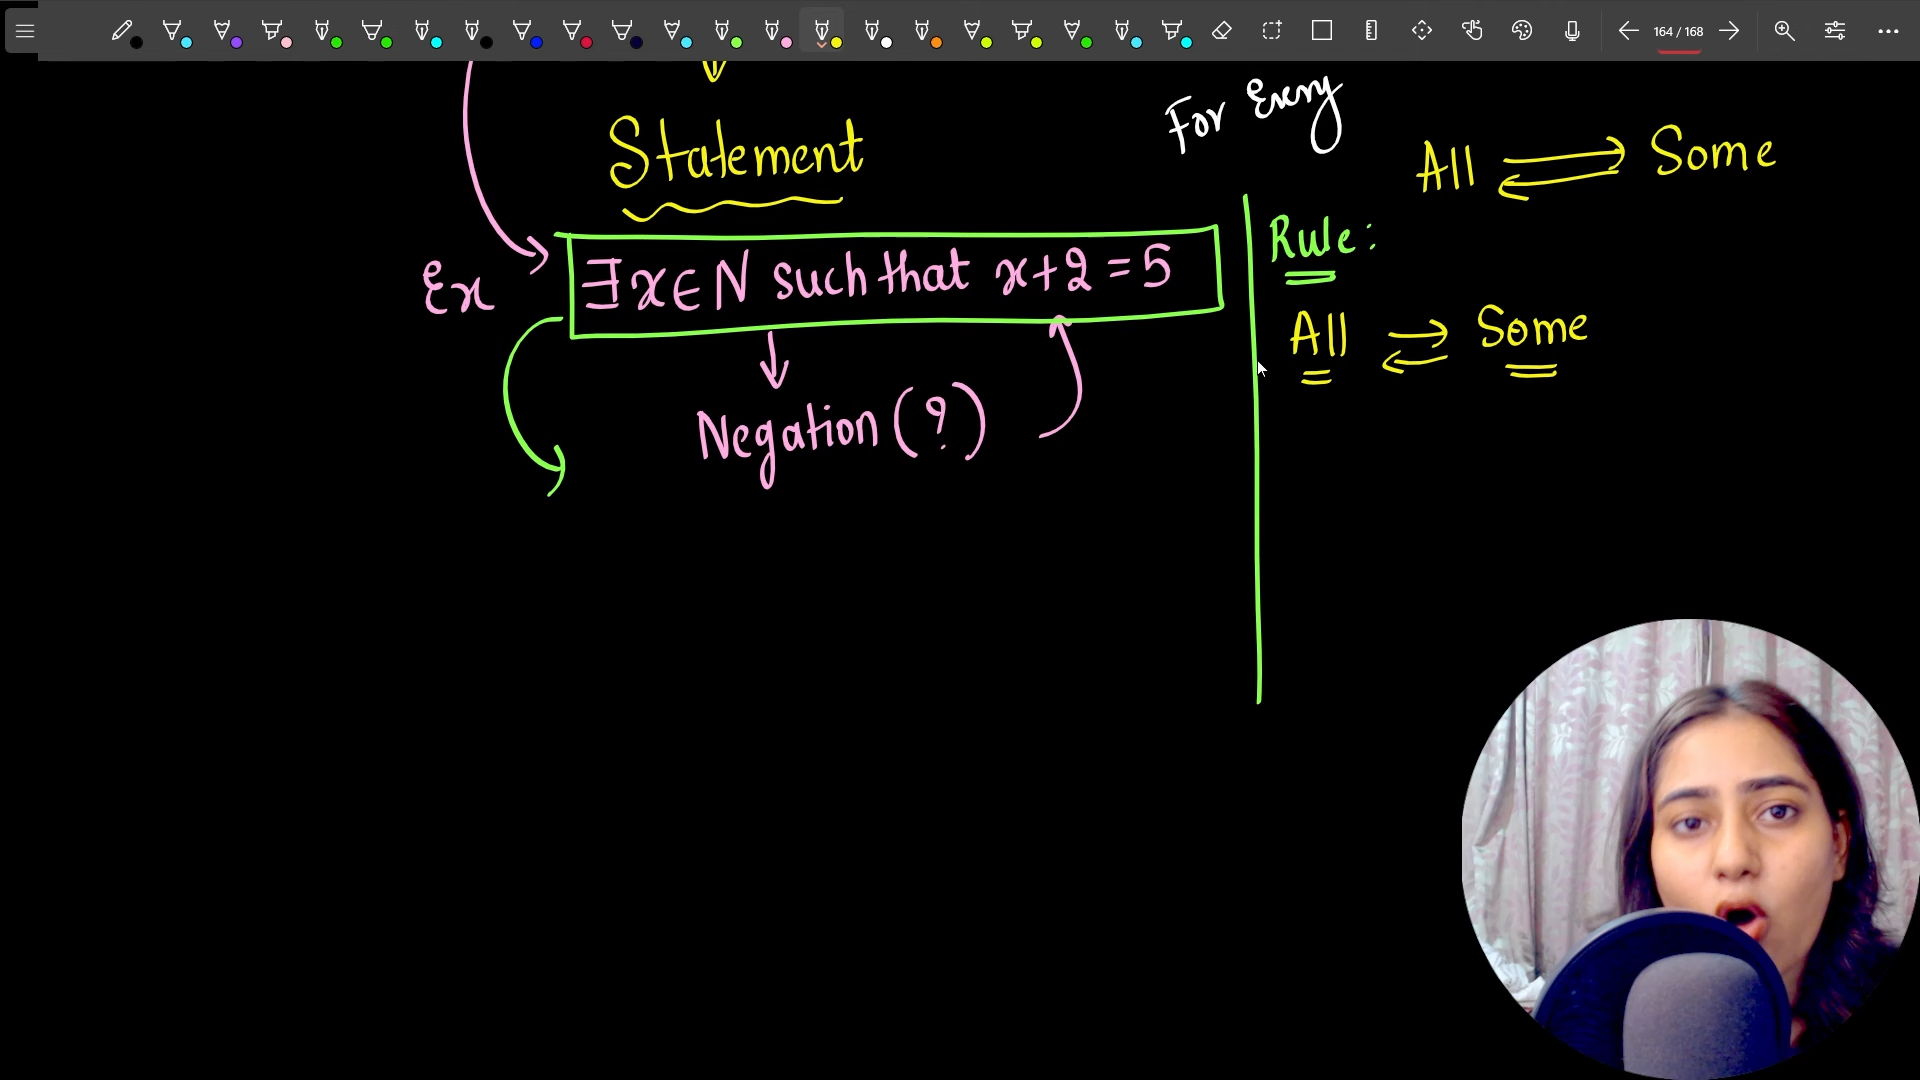 164 / 168
For Every
Statement
All ⇄ Some
Rule:
Ex ∃ x ∈ N such that x + 2 = 5
All ⇄ Some
Negation (?)